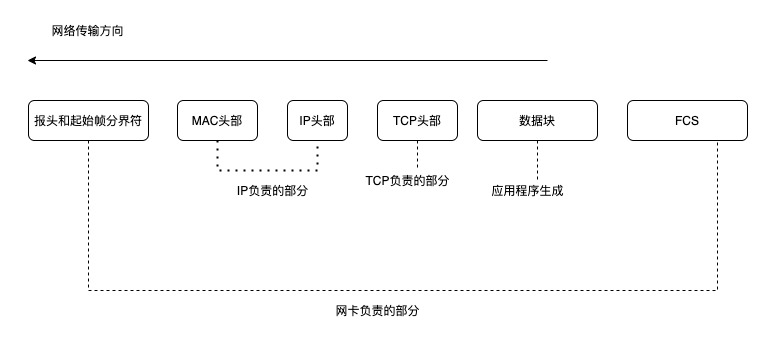 网络传输方向
报头和起始帧分界符
MAC头部
IP头部
TCP头部
数据块
FCS
IP负责的部分
TCP负责的部分
应用程序生成
网卡负责的部分